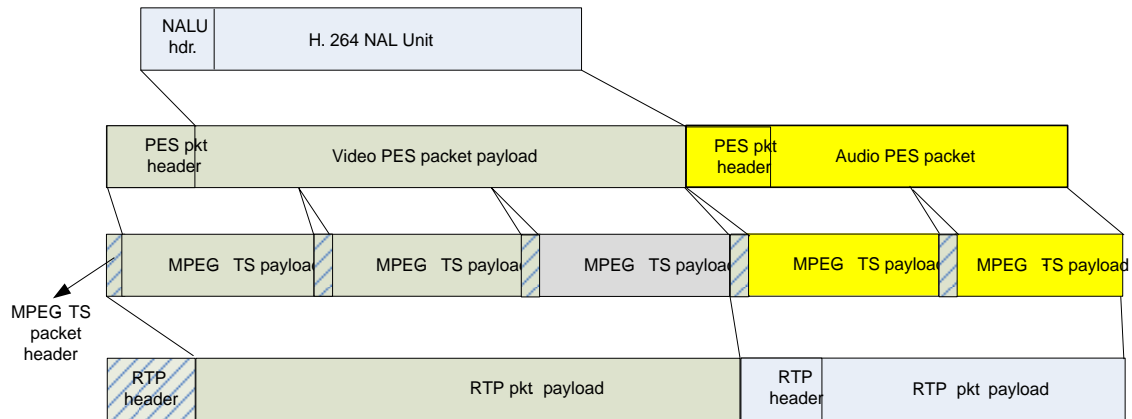 NALU hdr.
H. 264 NAL Unit
PES pkt header
Video PES packet payload
PES pkt header
Audio PES packet
MPEG TS payload
MPEG TS payload
MPEG TS payload
MPEG TS payload
MPEG TS payload
MPEG TS
packet
header
RTP header
RTP pkt payload
RTP header
RTP pkt payload